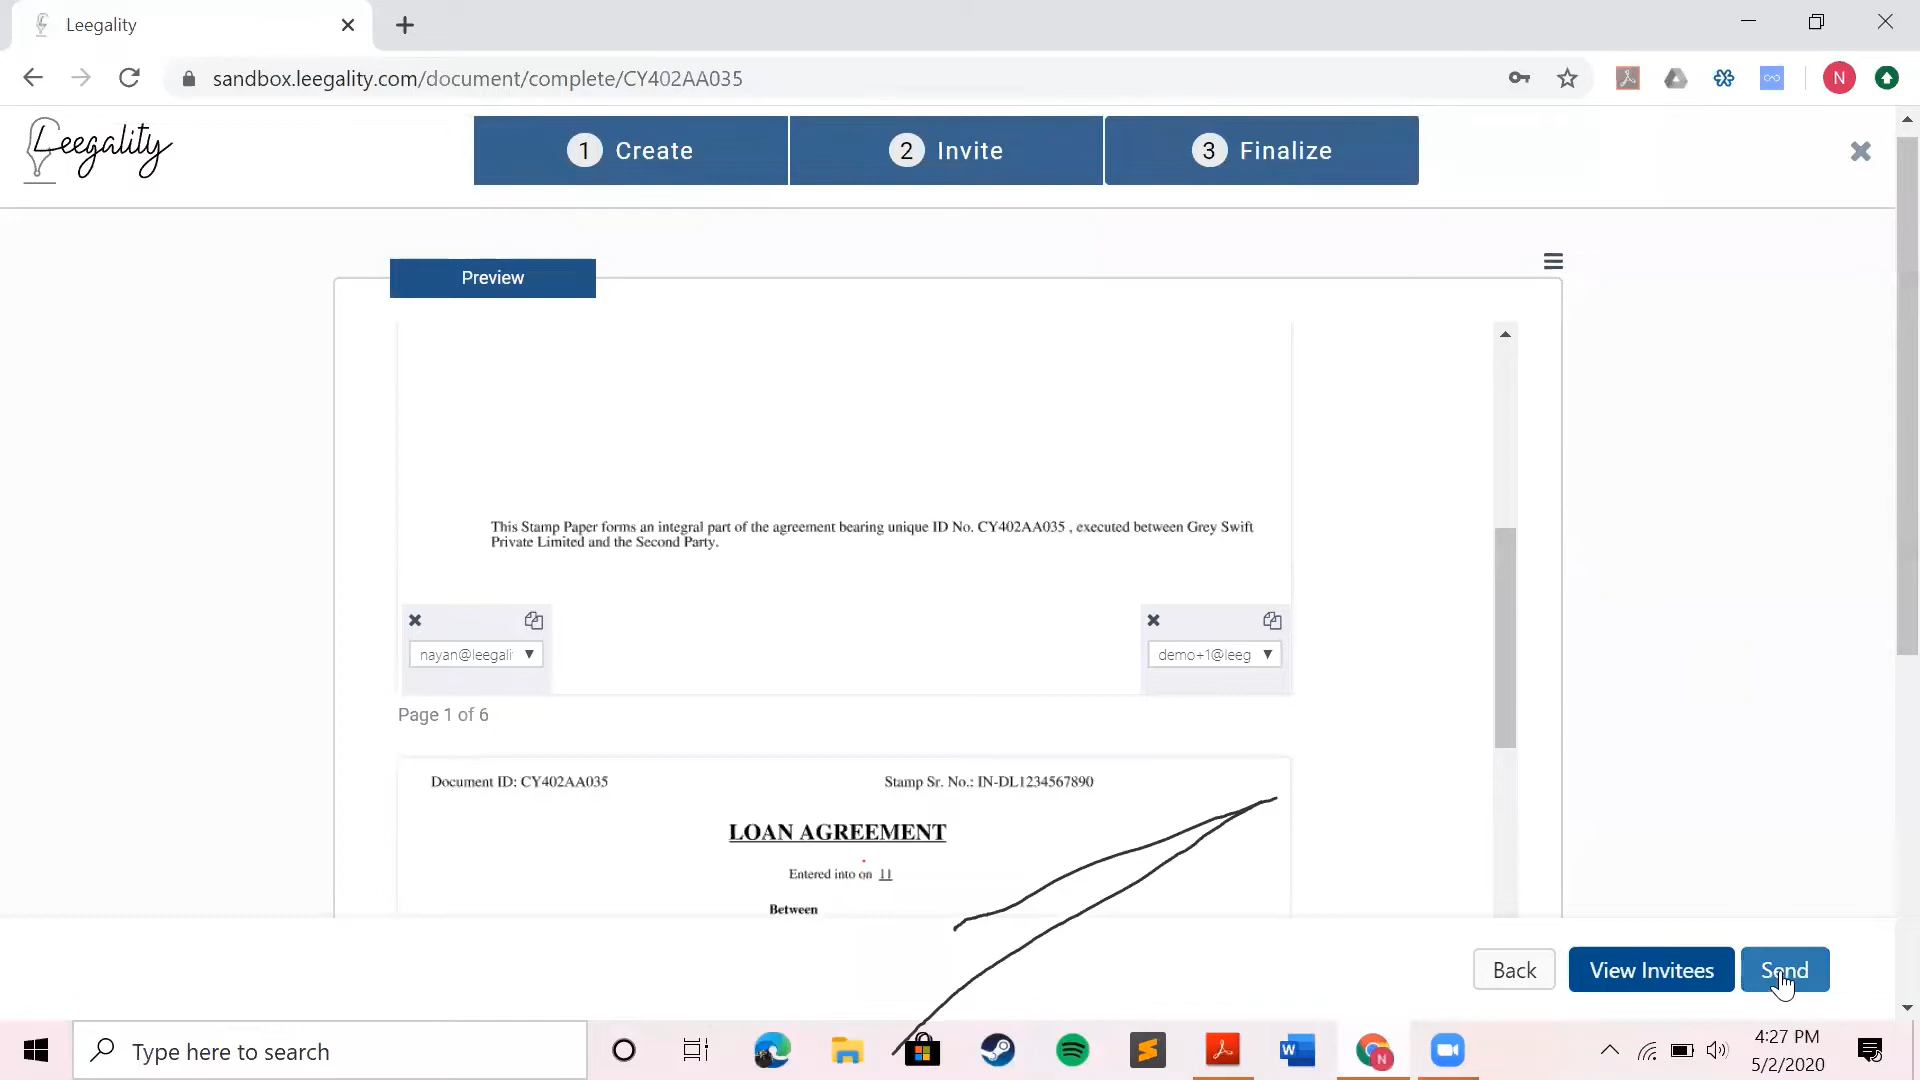 Leegality
sandbox.leegality.com/document/complete/CY402AA035
N
Leegality
1 Create
2 Invite
3 Finalize
Preview
This Stamp Paper forms an integral part of the agreement bearing unique ID No. CY402AA035 , executed between Grey Swift
Private Limited and the Second Party.
nayan@leegali
demo+1@leeg
Page 1 of 6
Document ID: CY402AA035
Stamp Sr. No.: IN-DL1234567890
LOAN AGREEMENT
Entered into on 11
Between
Back
View Invitees
Send
Type here to search
4:27 PM
5/2/2020